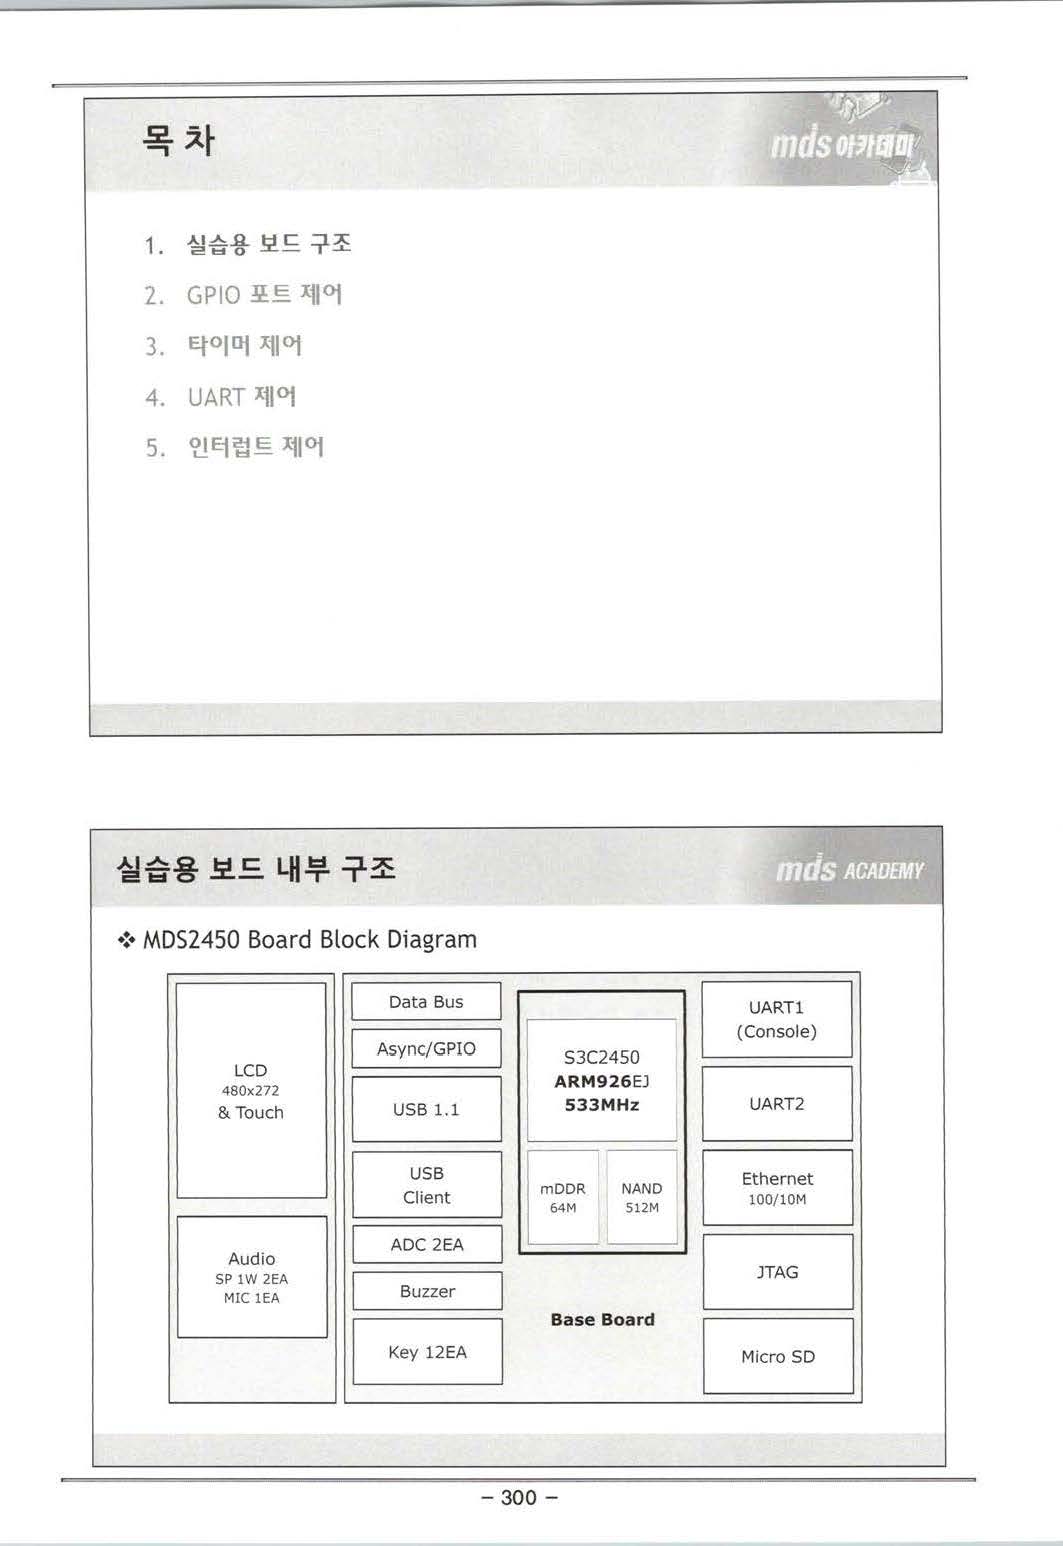 목 차
mds 아카데미
1. 실습용 보드 구조
2. GPIO 포트 제어
3. 타이머 제어
4. UART 제어
5. 인터럽트 제어
실습용 보드 내부 구조
mds ACADEMY
❖ MDS2450 Board Block Diagram
LCD
480x272
& Touch
Audio
SP 1W 2EA
MIC 1EA
Data Bus
Async/GPIO
USB 1.1
USB
Client
ADC 2EA
Buzzer
Key 12EA
S3C2450
ARM926EJ
533MHz
mDDR
64M
NAND
512M
Base Board
UART1
(Console)
UART2
Ethernet
100/10M
JTAG
Micro SD
- 300 -